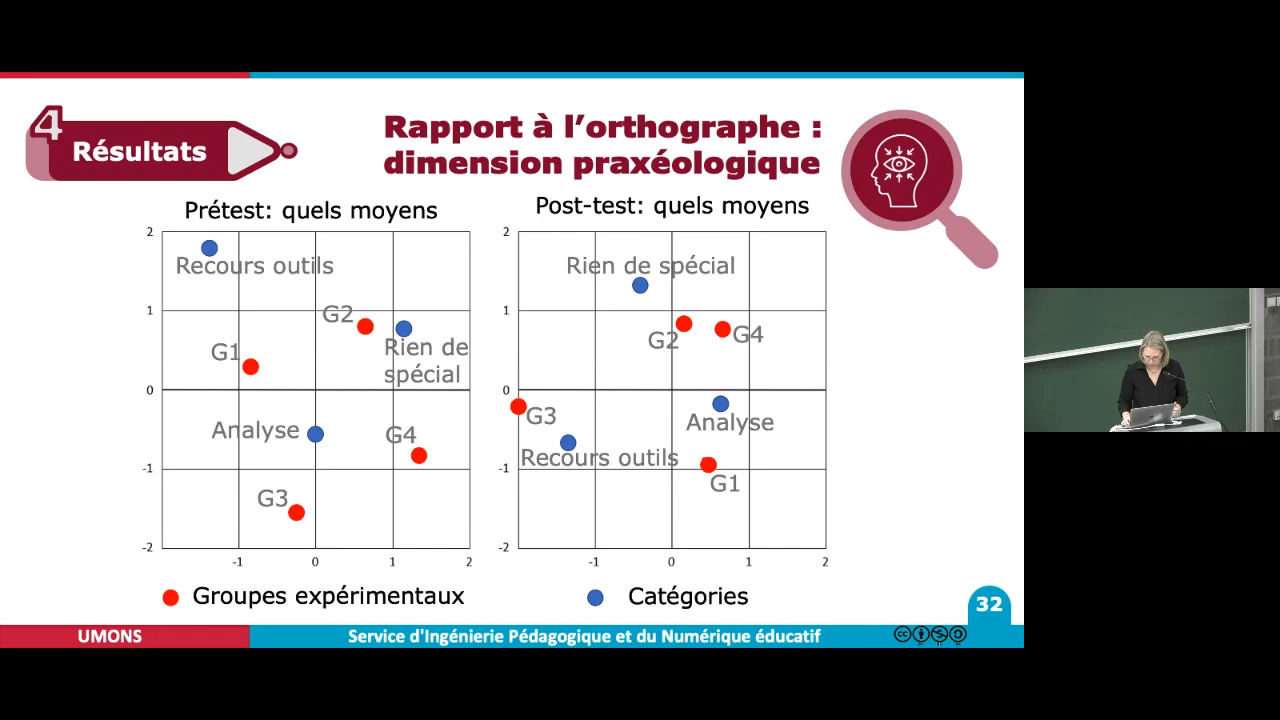 4
Résultats
Rapport à l'orthographe :
dimension praxéologique
Prétest: quels moyens
2
1
0
-1
-2
-1
0
1
2
Recours outils
G2
G1
Rien de
spécial
Analyse
G4
G3
Post-test: quels moyens
2
1
0
-1
-2
-1
0
1
2
Rien de spécial
G2
G4
G3
Analyse
Recours outils
G1
Groupes expérimentaux
Catégories
32
UMONS
Service d'Ingénierie Pédagogique et du Numérique éducatif